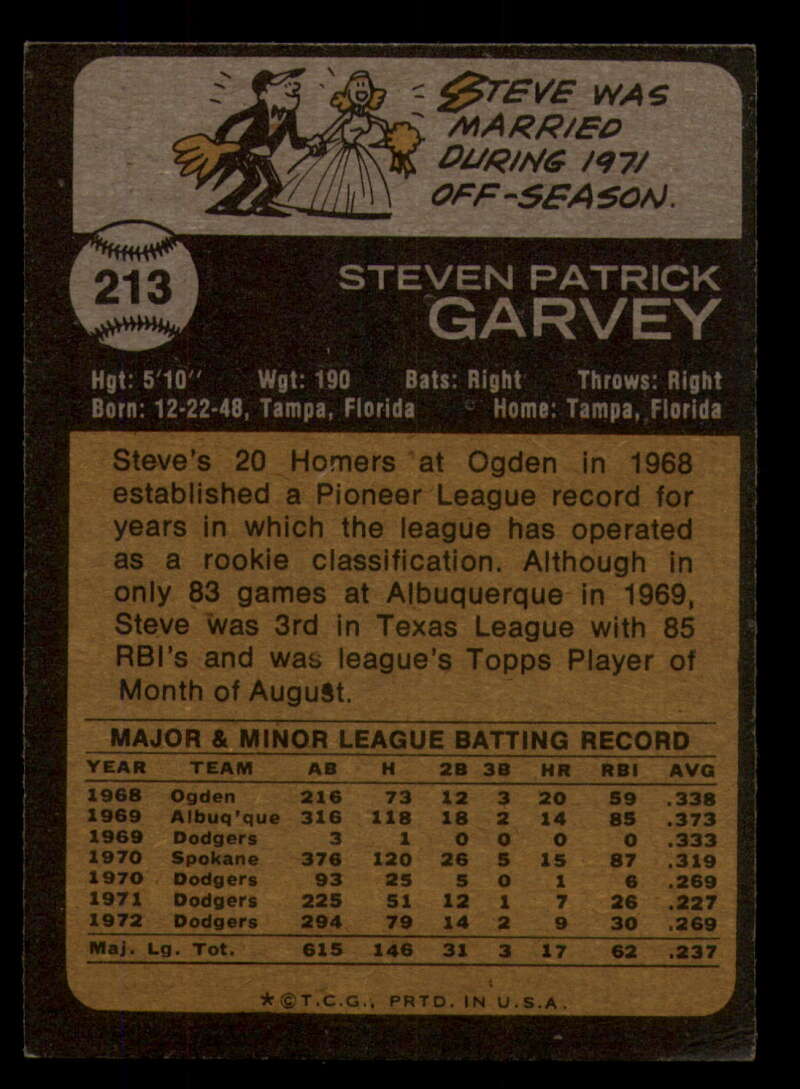 STEVE WAS
MARRIED
DURING 1971
OFF-SEASON.
213
STEVEN PATRICK
GARVEY
Hgt: 5'10" Wgt: 190 Bats: Right Throws: Right
Born: 12-22-48, Tampa, Florida Home: Tampa, Florida
Steve's 20 Homers at Ogden in 1968
established a Pioneer League record for
years in which the league has operated
as a rookie classification. Although in
only 83 games at Albuquerque in 1969,
Steve was 3rd in Texas League with 85
RBI's and was league's Topps Player of
Month of August.
MAJOR & MINOR LEAGUE BATTING RECORD
YEAR TEAM AB H 2B 3B HR RBI AVG
1968 Ogden 216 73 12 3 20 59 .338
1969 Albuq'que 316 118 18 2 14 85 .373
1969 Dodgers 3 1 0 0 0 0 .333
1970 Spokane 376 120 26 5 15 87 .319
1970 Dodgers 93 25 5 0 1 6 .269
1971 Dodgers 225 51 12 1 7 26 .227
1972 Dodgers 294 79 14 2 9 30 .269
Maj. Lg. Tot. 615 146 31 3 17 62 .237
*©T.C.G., PRTD. IN U.S.A.